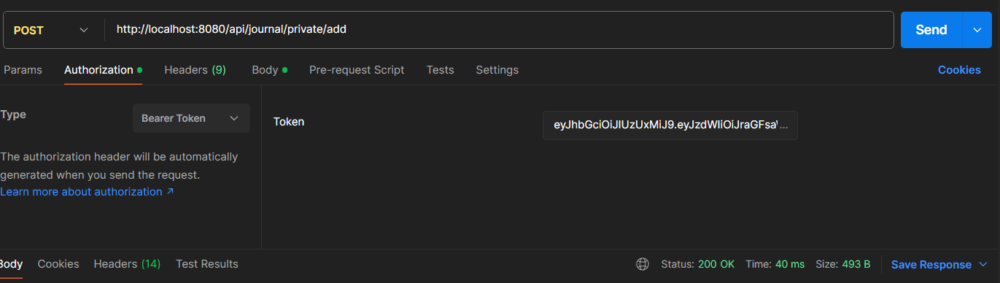 POST http://localhost:8080/api/journal/private/add Send
Params Authorization Headers (9) Body Pre-request Script Tests Settings Cookies
Type Bearer Token Token eyJhbGciOiJIUzUxMiJ9.eyJzdWIiOiJraGFsa...
The authorization header will be automatically
generated when you send the request.
Learn more about authorization ↗
Body Cookies Headers (14) Test Results Status: 200 OK Time: 40 ms Size: 493 B Save Response